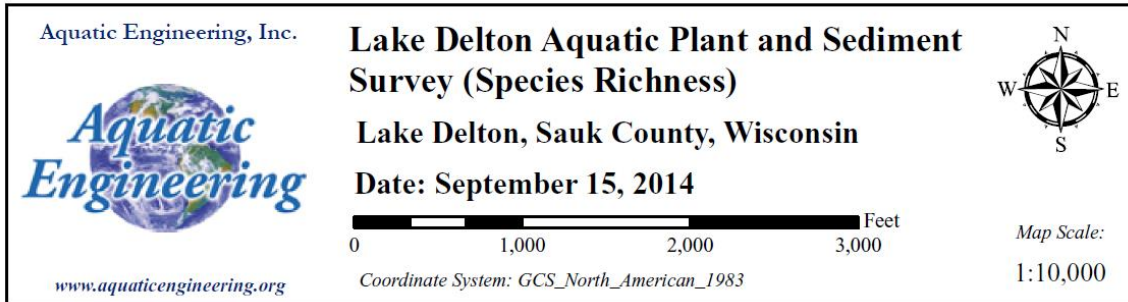 Aquatic Engineering, Inc.
Aquatic
Engineering
www.aquaticengineering.org
Lake Delton Aquatic Plant and Sediment
Survey (Species Richness)
Lake Delton, Sauk County, Wisconsin
Date: September 15, 2014
Feet
0 1,000 2,000 3,000
Coordinate System: GCS_North_American_1983
N
W E
S
Map Scale:
1:10,000